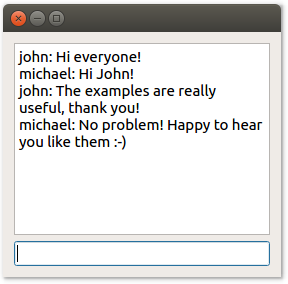 john: Hi everyone!
michael: Hi John!
john: The examples are really
useful, thank you!
michael: No problem! Happy to hear
you like them :-)